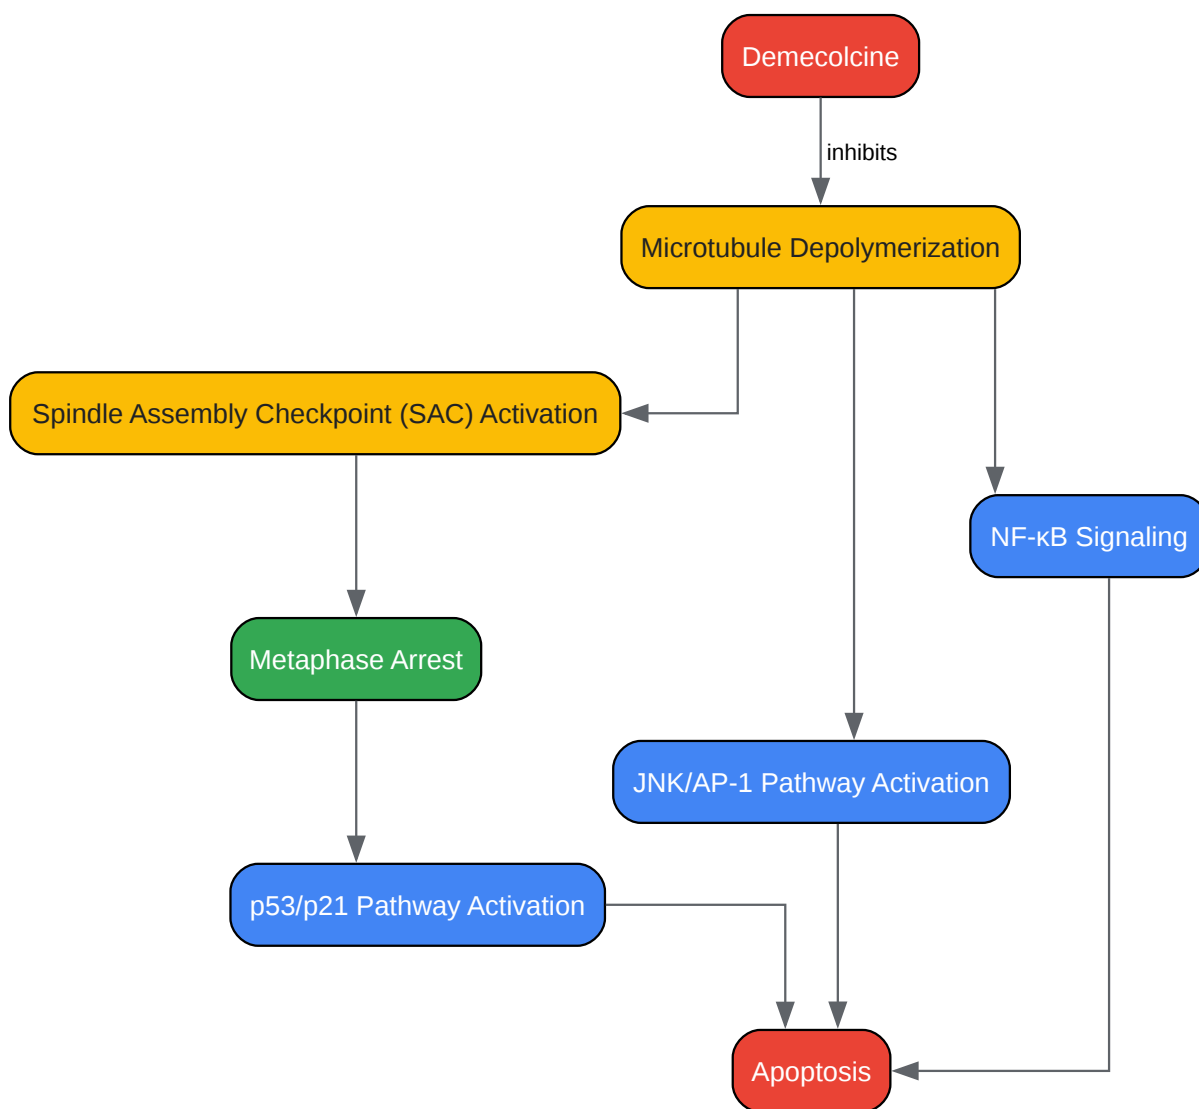 Demecolcine
inhibits
Microtubule Depolymerization
Spindle Assembly Checkpoint (SAC) Activation
NF-κB Signaling
Metaphase Arrest
JNK/AP-1 Pathway Activation
p53/p21 Pathway Activation
Apoptosis